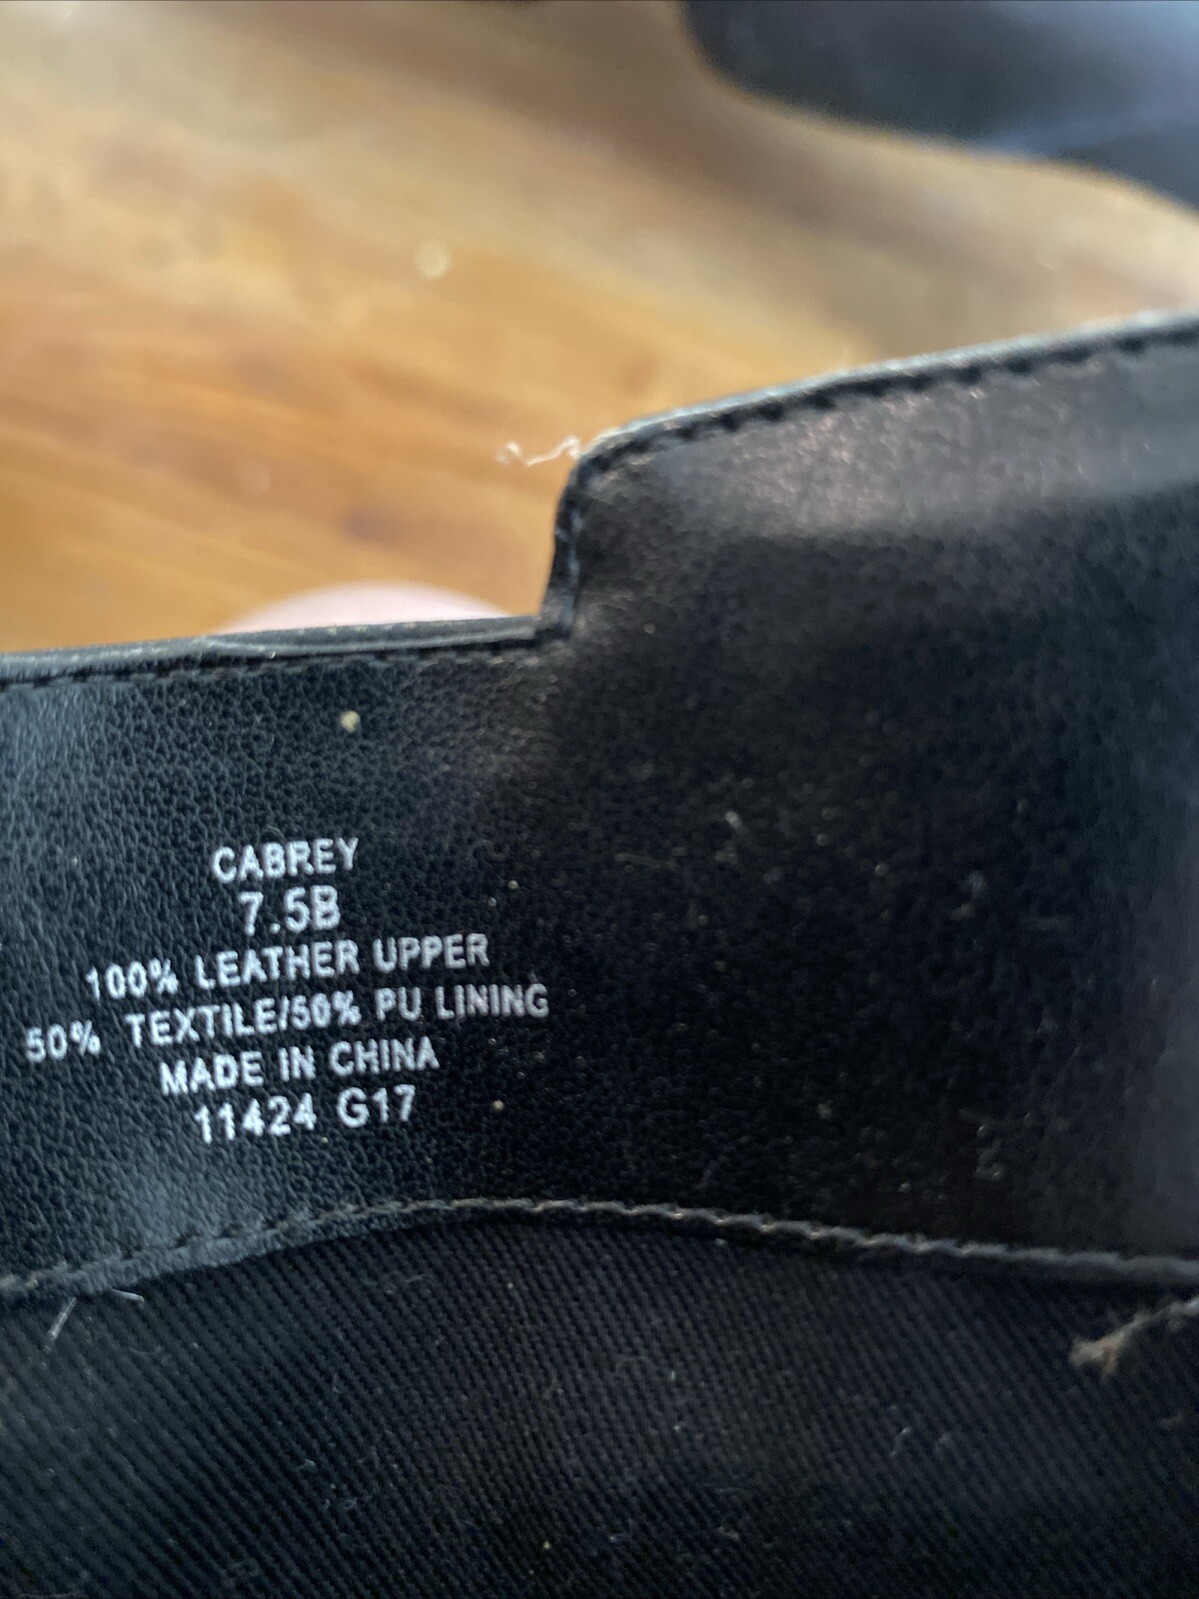 CABREY
7.5B
100% LEATHER UPPER
50% TEXTILE/50% PU LINING
MADE IN CHINA
11424 G17